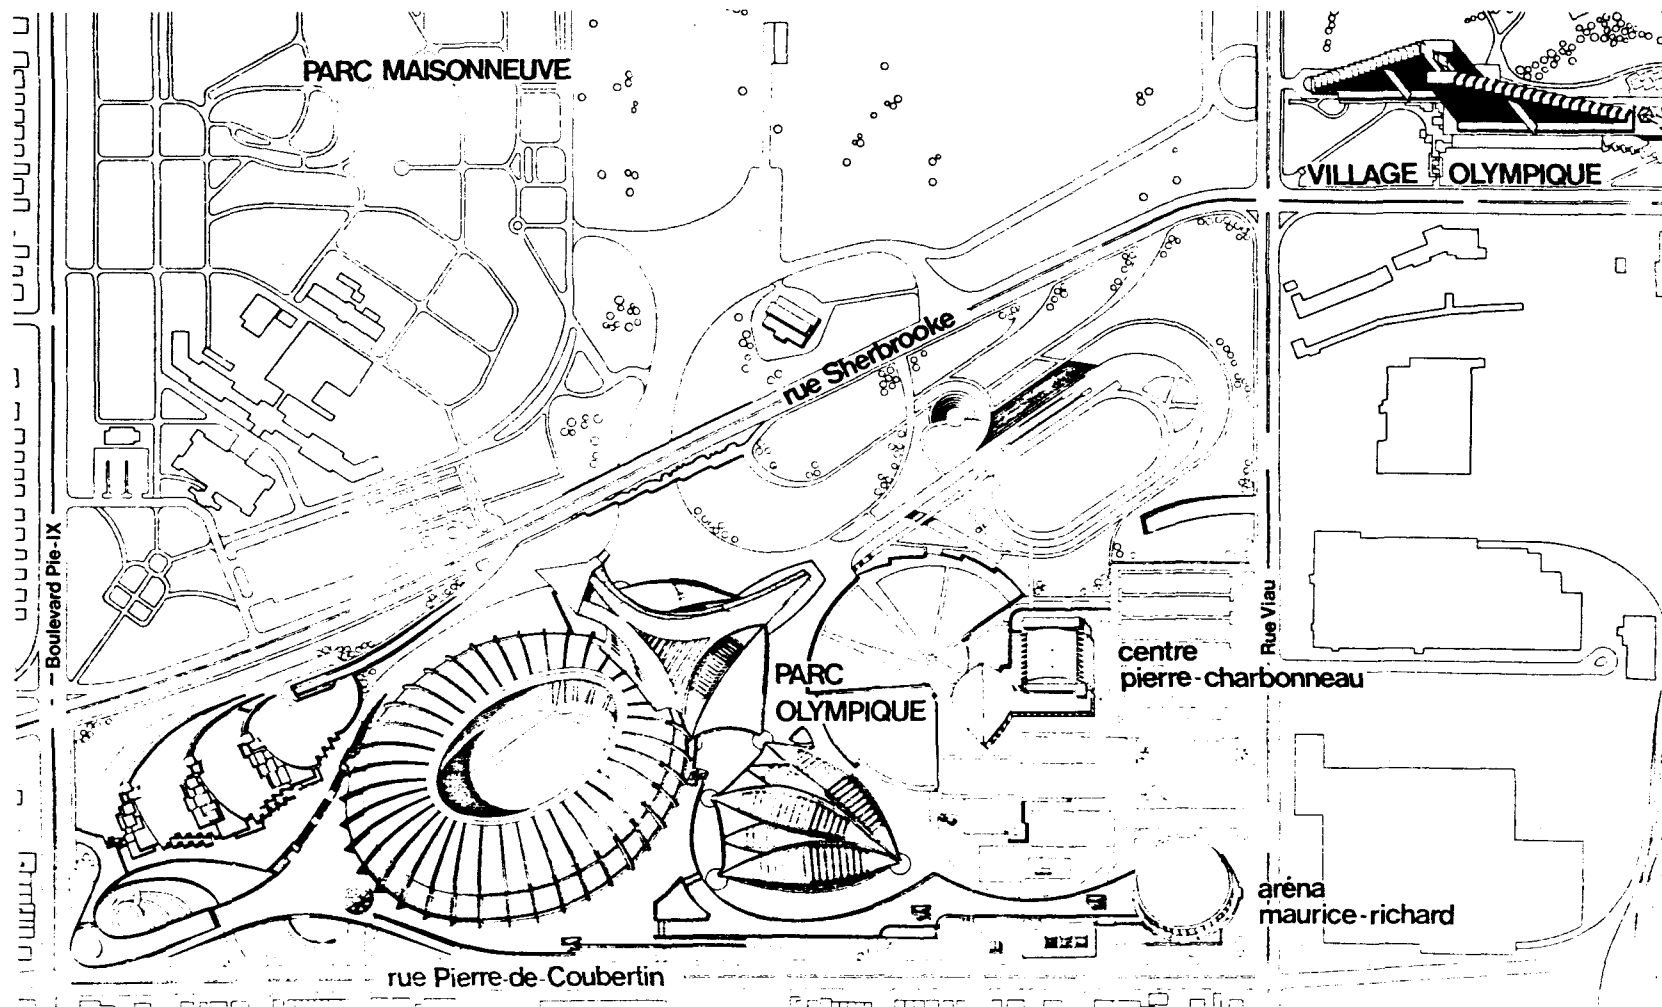 PARC MAISONNEUVE
VILLAGE OLYMPIQUE
rue Sherbrooke
Boulevard Pie-IX
Rue Viau
centre
pierre-charbonneau
PARC
OLYMPIQUE
aréna
maurice-richard
rue Pierre-de-Coubertin